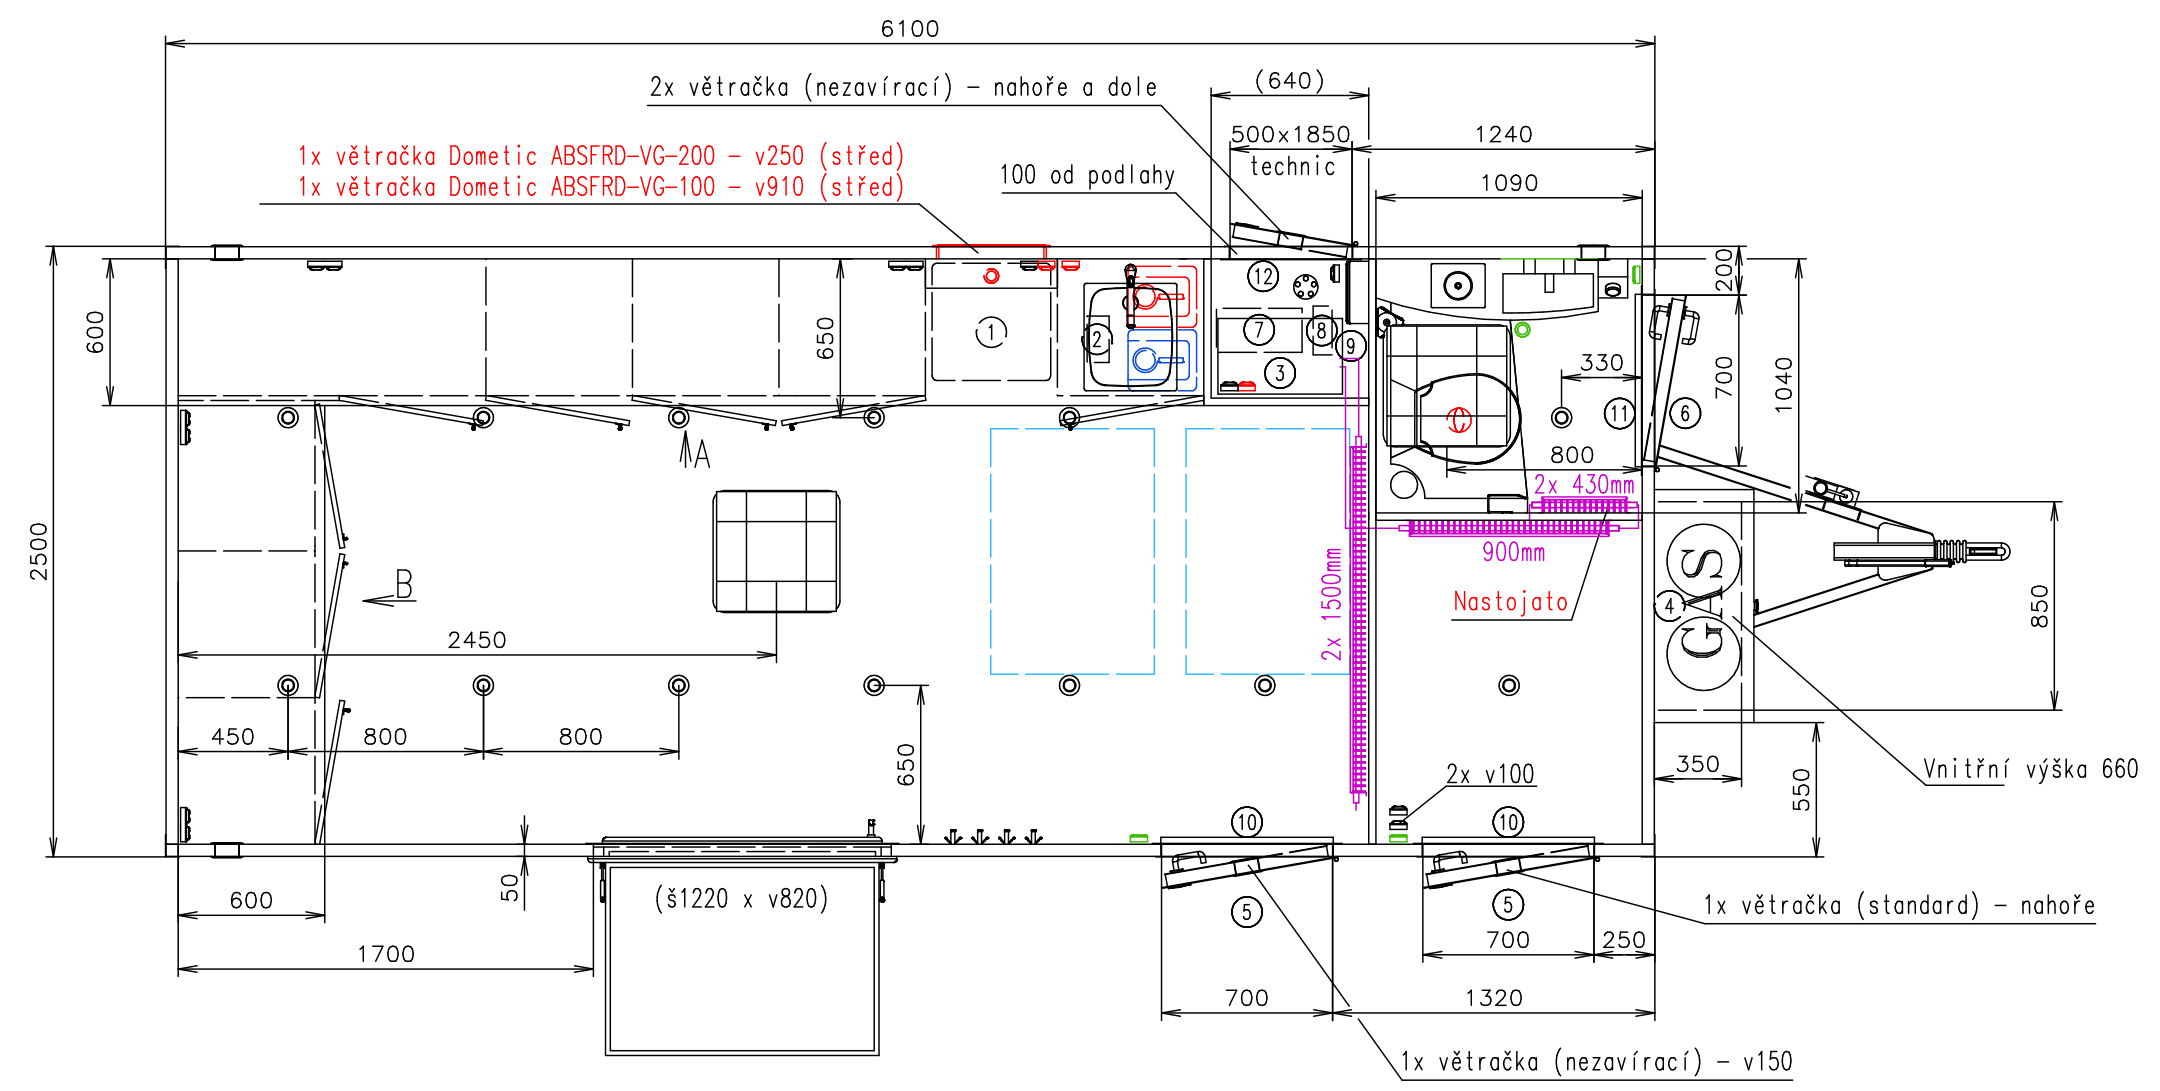 6100
2x větračka (nezavírací) – nahoře a dole
(640)
500x1850
technic
1240
1x větračka Dometic ABSFRD-VG-200 – v250 (střed)
1x větračka Dometic ABSFRD-VG-100 – v910 (střed)
100 od podlahy
1090
200
12
600
650
1
2
7
8
9
3
330
700
1040
11
6
A
800
2x 430mm
2500
900mm
GAS
B
2x 1500mm
Nastojato
4
850
2450
450
800
800
650
350
Vnitřní výška 660
2x v100
550
10
10
50
600
(š1220 x v820)
5
5
1x větračka (standard) – nahoře
1700
700
250
700
1320
1x větračka (nezavírací) – v150